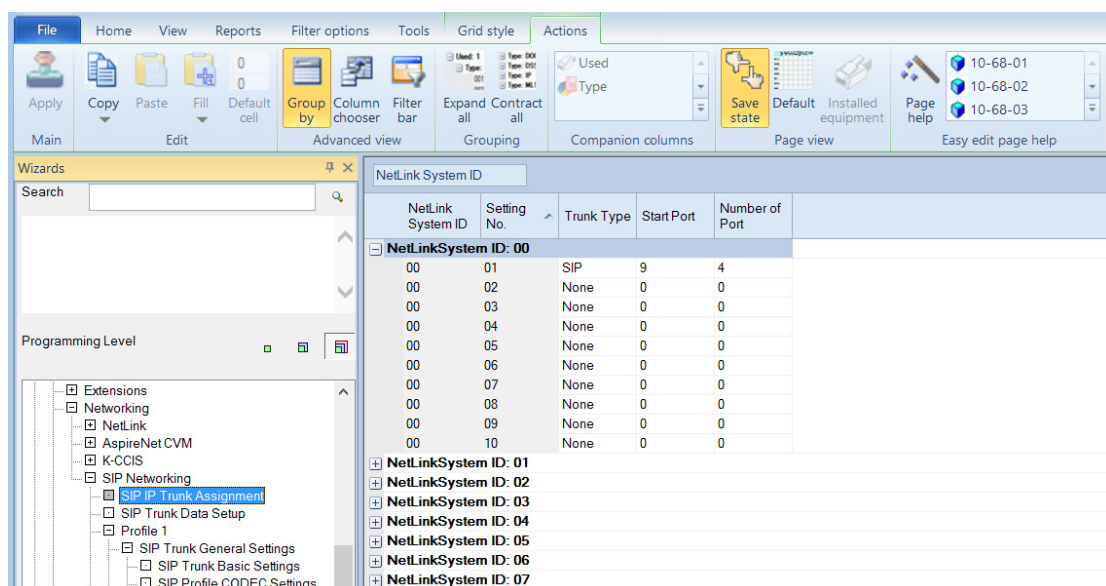 File Home View Reports Filter options Tools Grid style Actions
Apply Copy Paste Fill 0 0 Default cell Group by Column chooser Filter bar Expand all Contract all Used Type Save state Default Installed equipment Page help 10-68-01 10-68-02 10-68-03
Main Edit Advanced view Grouping Companion columns Page view Easy edit page help
Wizards
Search
Programming Level
Extensions
Networking
NetLink
AspireNet CVM
K-CCIS
SIP Networking
SIP IP Trunk Assignment
SIP Trunk Data Setup
Profile 1
SIP Trunk General Settings
SIP Trunk Basic Settings
SIP Profile CODEC Settings
NetLink System ID
NetLink System ID Setting No. Trunk Type Start Port Number of Port
NetLinkSystem ID: 00
00 01 SIP 9 4
00 02 None 0 0
00 03 None 0 0
00 04 None 0 0
00 05 None 0 0
00 06 None 0 0
00 07 None 0 0
00 08 None 0 0
00 09 None 0 0
00 10 None 0 0
NetLinkSystem ID: 01
NetLinkSystem ID: 02
NetLinkSystem ID: 03
NetLinkSystem ID: 04
NetLinkSystem ID: 05
NetLinkSystem ID: 06
NetLinkSystem ID: 07